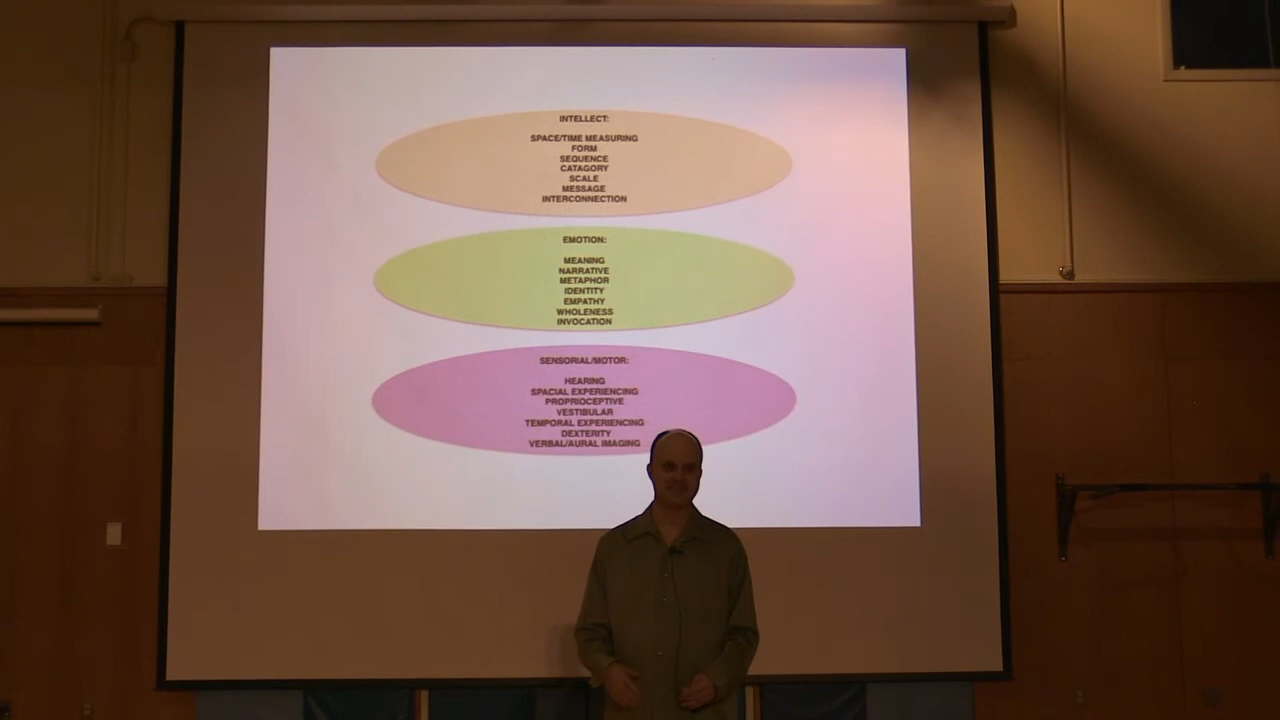 INTELLECT:
SPACE/TIME MEASURING
FORM
SEQUENCE
CATAGORY
SCALE
MESSAGE
INTERCONNECTION
EMOTION:
MEANING
NARRATIVE
METAPHOR
IDENTITY
EMPATHY
WHOLENESS
INVOCATION
SENSORIAL/MOTOR:
HEARING
SPACIAL EXPERIENCING
PROPRIOCEPTIVE
VESTIBULAR
TEMPORAL EXPERIENCING
DEXTERITY
VERBAL/AURAL IMAGING